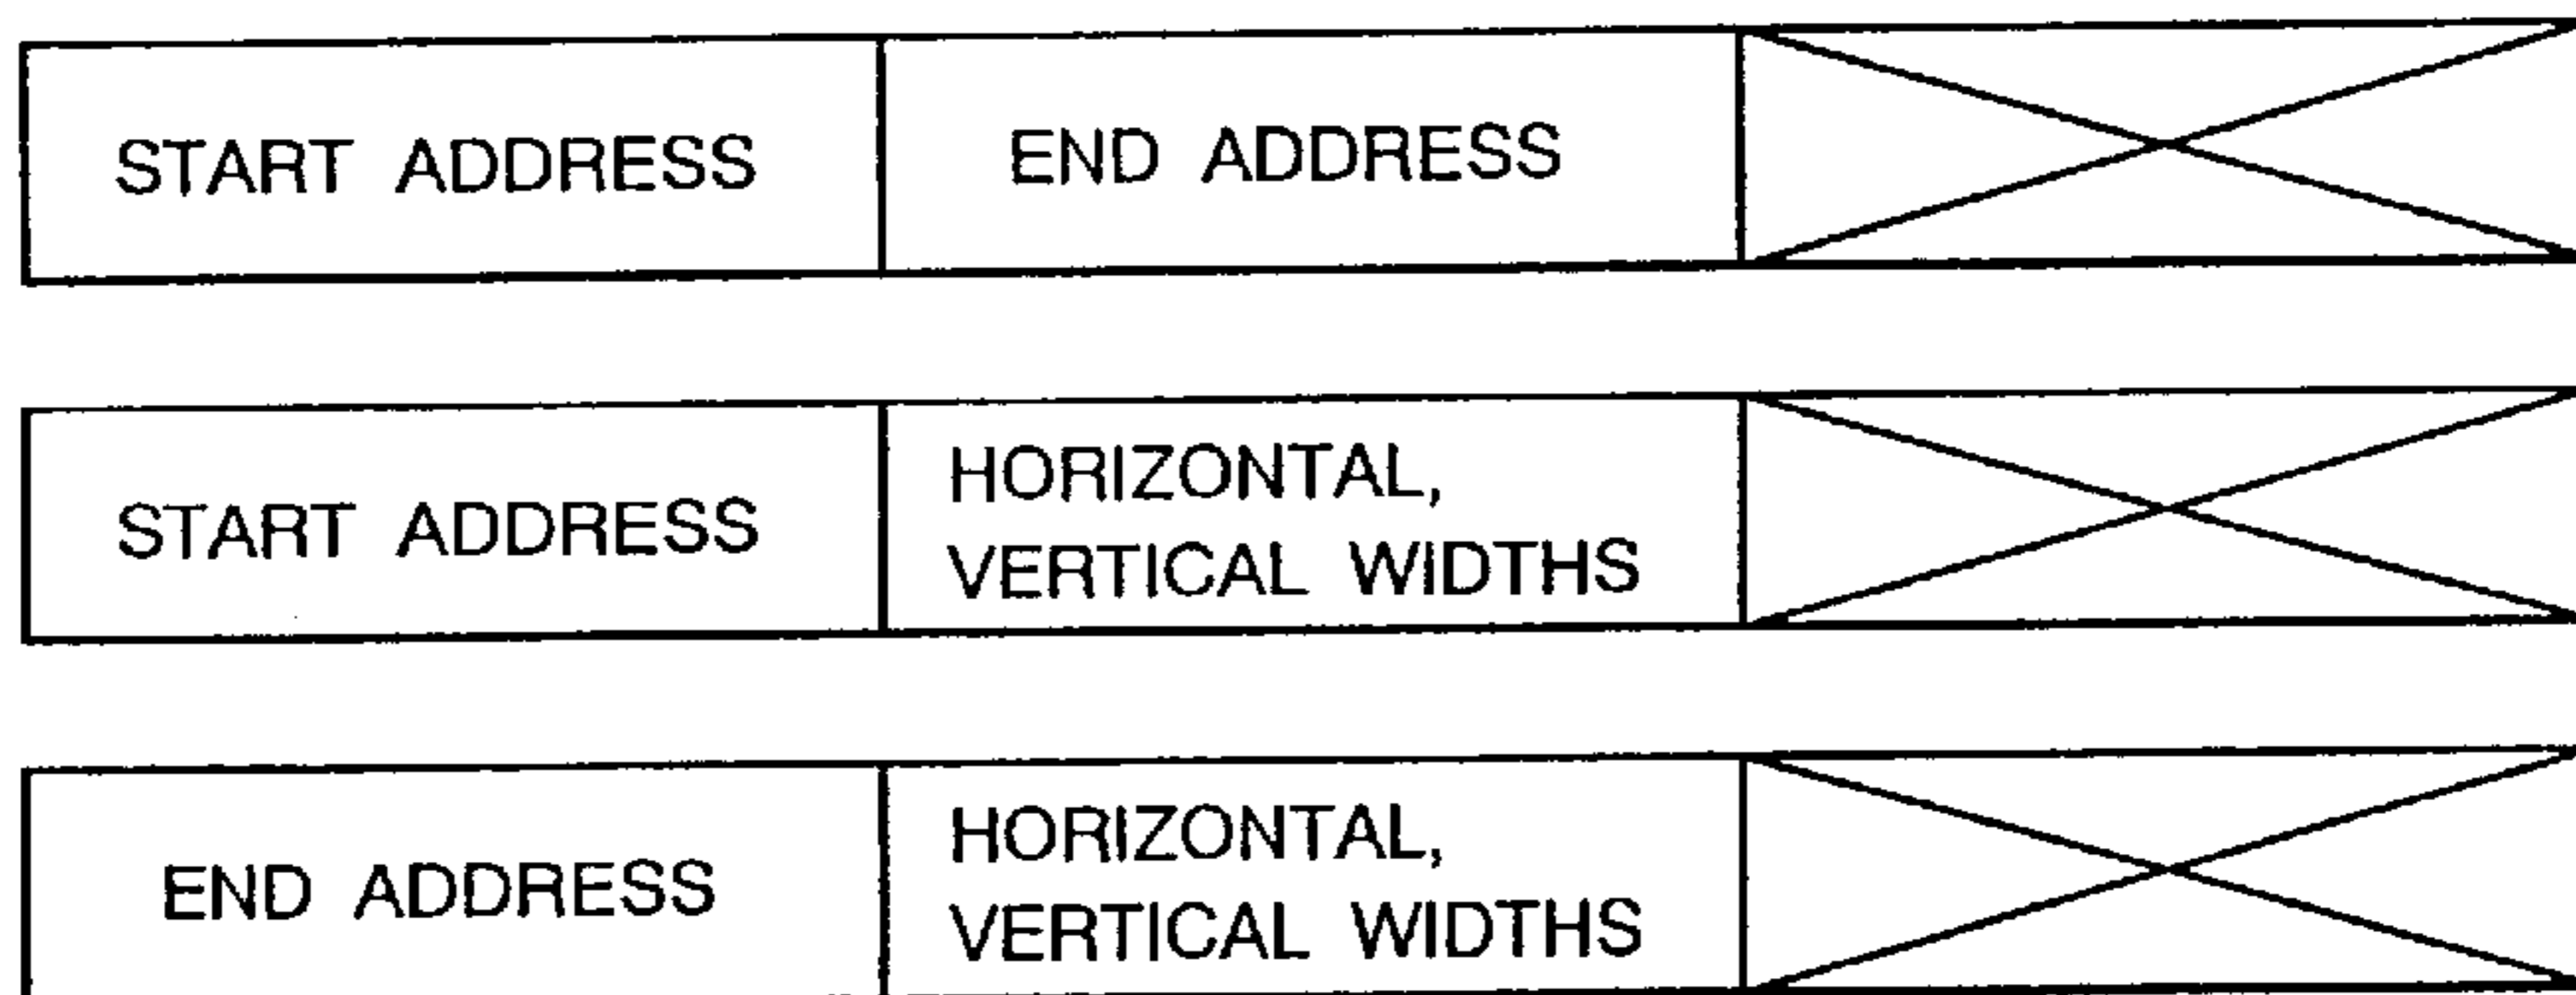 START ADDRESS END ADDRESS
START ADDRESS HORIZONTAL,
VERTICAL WIDTHS
END ADDRESS HORIZONTAL,
VERTICAL WIDTHS